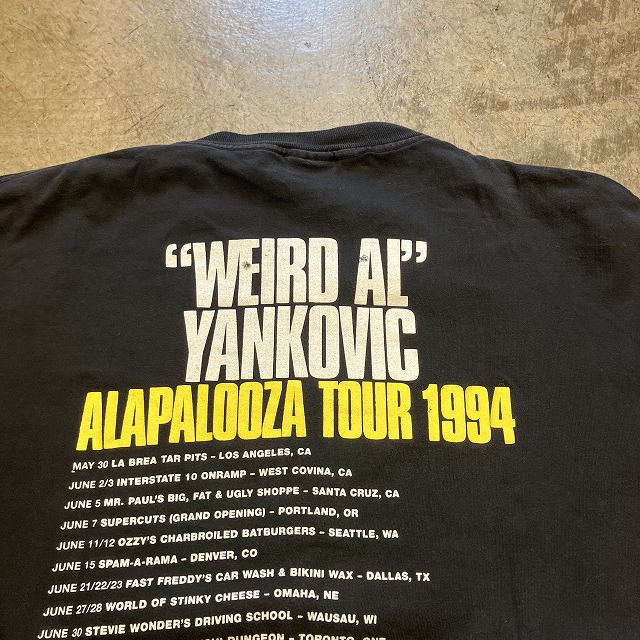 “WEIRD AL”
YANKOVIC
ALAPALOOZA TOUR 1994
MAY 30 LA BREA TAR PITS – LOS ANGELES, CA
JUNE 2/3 INTERSTATE 10 ONRAMP – WEST COVINA, CA
JUNE 5 MR. PAUL'S BIG, FAT & UGLY SHOPPE – SANTA CRUZ, CA
JUNE 7 SUPERCUTS (GRAND OPENING) – PORTLAND, OR
JUNE 11/12 OZZY'S CHARBROILED BATBURGERS – SEATTLE, WA
JUNE 15 SPAM-A-RAMA – DENVER, CO
JUNE 21/22/23 FAST FREDDY'S CAR WASH & BIKINI WAX – DALLAS, TX
JUNE 27/28 WORLD OF STINKY CHEESE – OMAHA, NE
JUNE 30 STEVIE WONDER'S DRIVING SCHOOL – WAUSAU, WI
DUNGEON – TORONTO, ONT